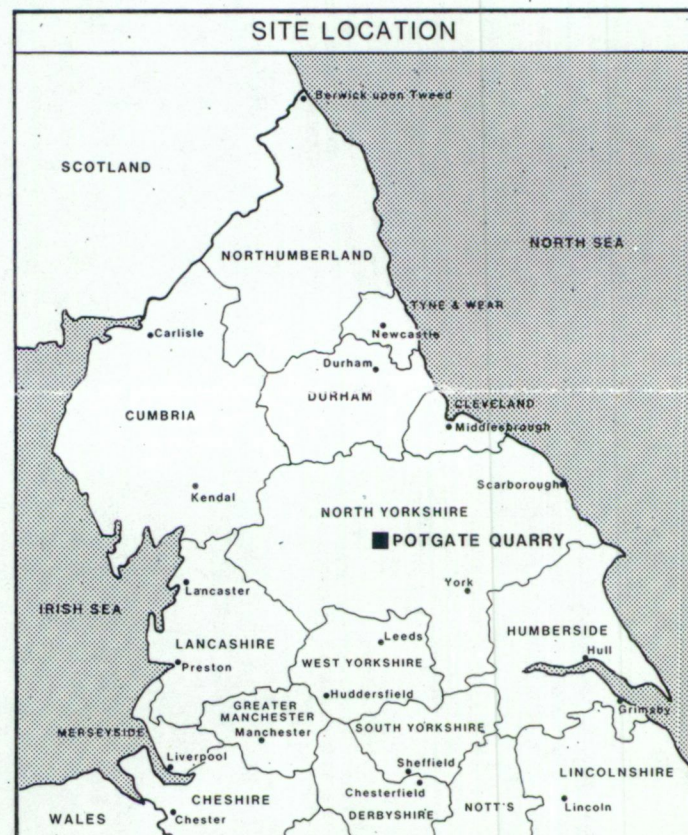 SITE LOCATION
Berwick upon Tweed
SCOTLAND
NORTH SEA
NORTHUMBERLAND
TYNE & WEAR
Newcastle
Carlisle
Durham
DURHAM
CLEVELAND
CUMBRIA
Middlesbrough
Kendal
Scarborough
NORTH YORKSHIRE
POTGATE QUARRY
Lancaster
York
IRISH SEA
HUMBERSIDE
Leeds
LANCASHIRE
Hull
WEST YORKSHIRE
Preston
Huddersfield
GREATER
MANCHESTER
Grimsby
SOUTH YORKSHIRE
MERSEYSIDE
Manchester
Liverpool
Sheffield
LINCOLNSHIRE
Chesterfield
CHESHIRE
Lincoln
NOTT'S
Chester
DERBYSHIRE
WALES